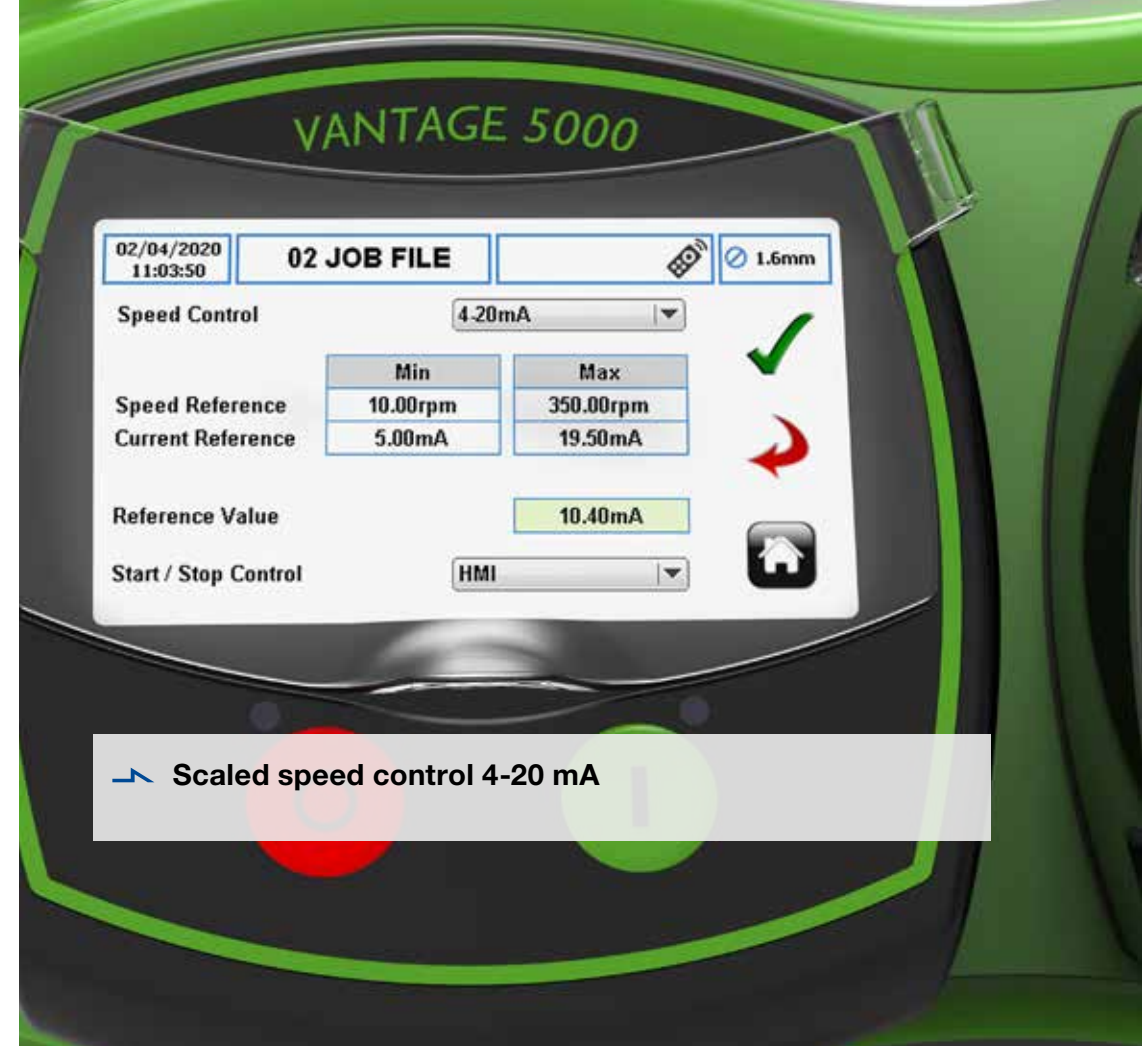 VANTAGE 5000
02/04/2020
11:03:50
02 JOB FILE
1.6mm
Speed Control
4-20mA
Min
Max
Speed Reference
10.00rpm
350.00rpm
Current Reference
5.00mA
19.50mA
Reference Value
10.40mA
Start / Stop Control
HMI
Scaled speed control 4-20 mA